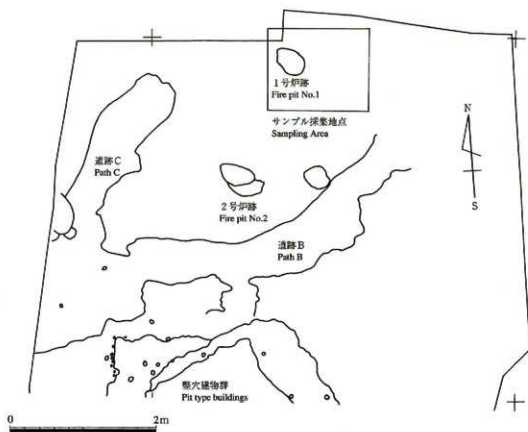 1号炉跡
Fire pit No.1
サンプル採集地点
Sampling Area
N
S
道跡C
Path C
2号炉跡
Fire pit No.2
道跡B
Path B
竪穴建物群
Pit type buildings
0 2m